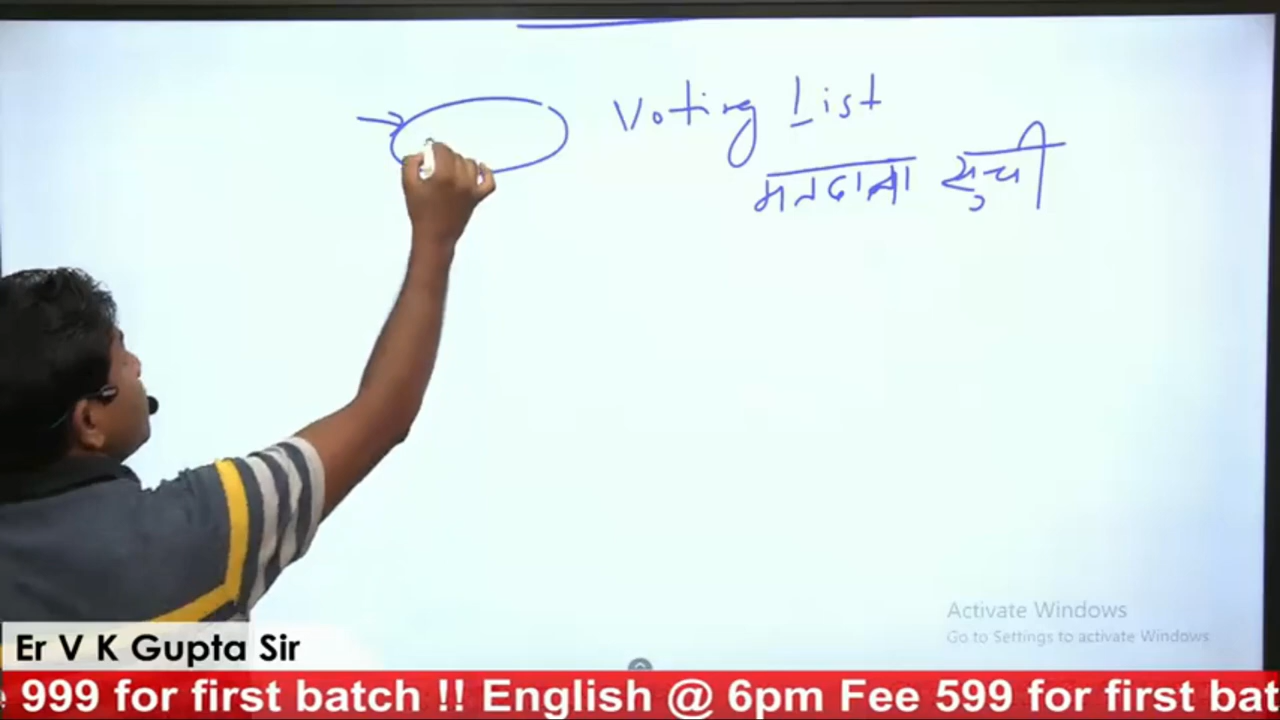 Voting List
मतदाता सूची
Activate Windows
Go to Settings to activate Windows
Er V K Gupta Sir
999 for first batch !! English @ 6pm Fee 599 for first bat